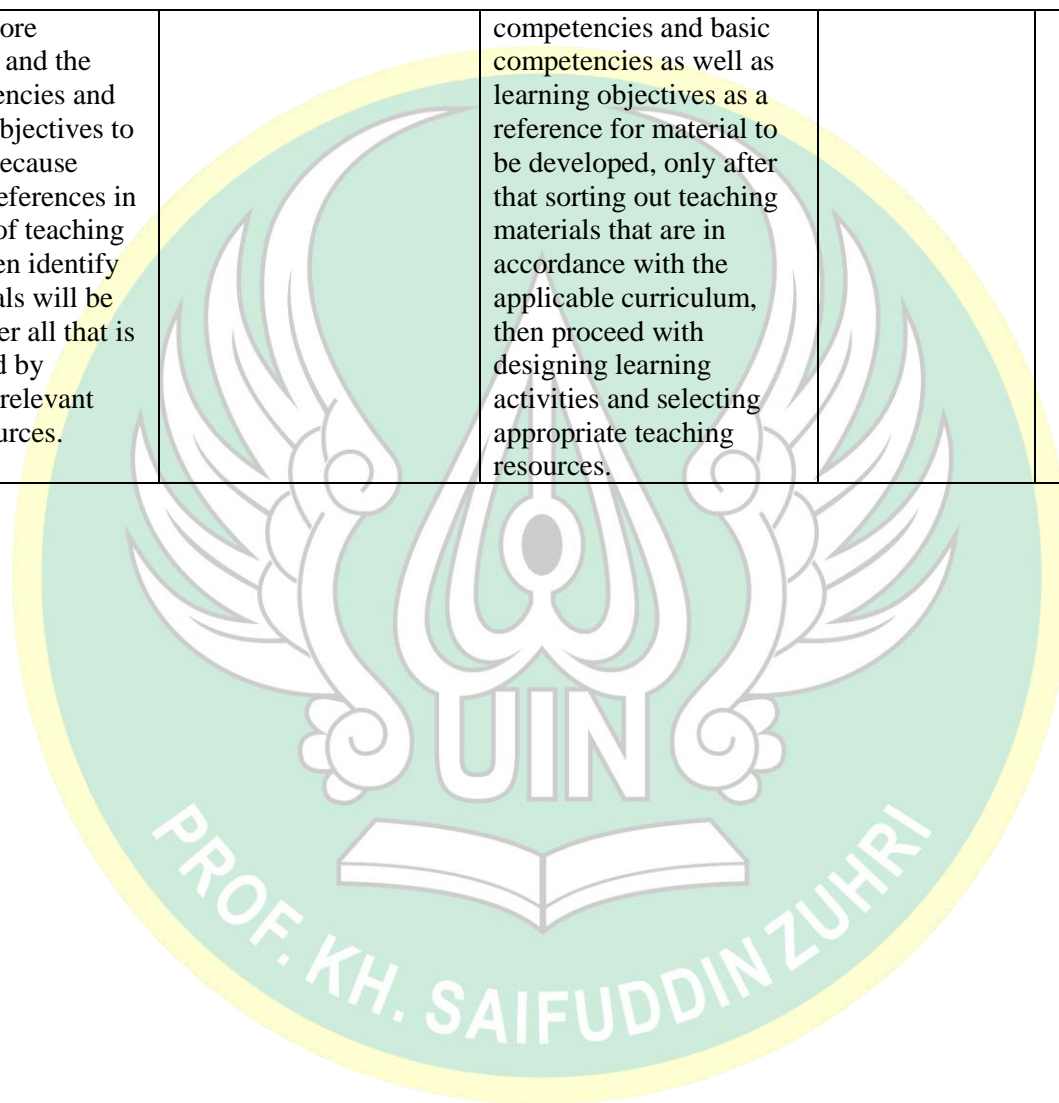 ore
and the
encies and
bjectives to
ecause
eferences in
of teaching
en identify
als will be
er all that is
d by
relevant
urces.
competencies and basic
competencies as well as
learning objectives as a
reference for material to
be developed, only after
that sorting out teaching
materials that are in
accordance with the
applicable curriculum,
then proceed with
designing learning
activities and selecting
appropriate teaching
resources.
UIN
PROF. KH. SAIFUDDIN ZUHRI